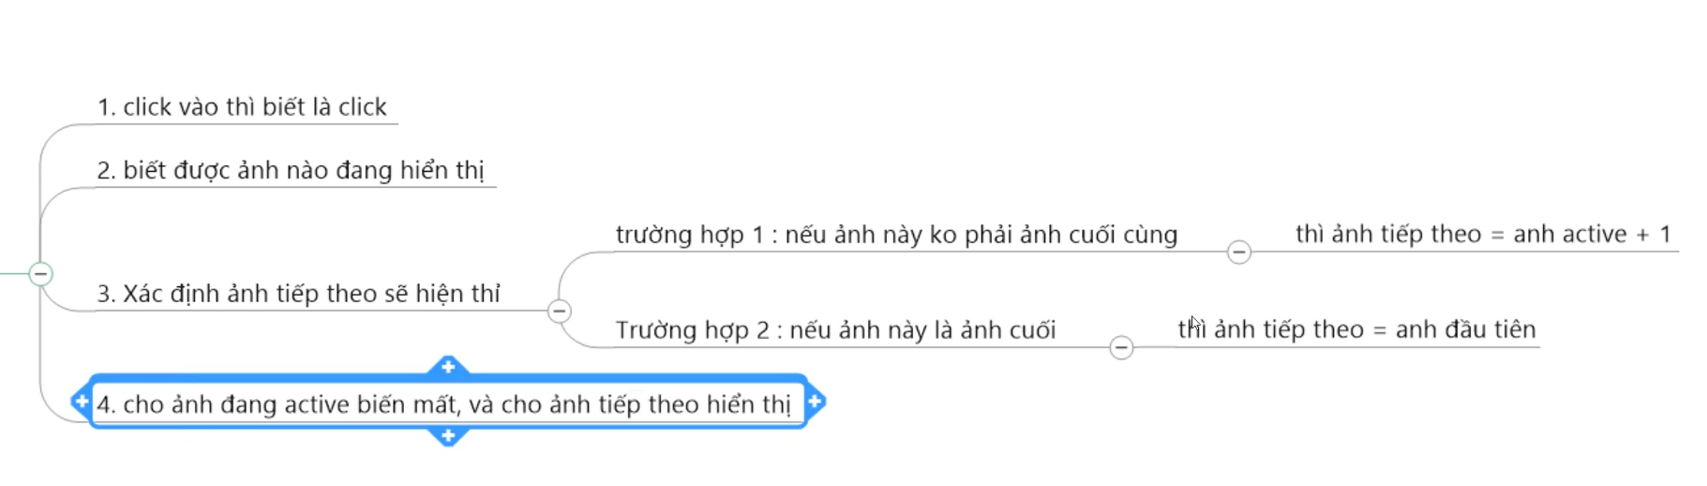 1. click vào thì biết là click
2. biết được ảnh nào đang hiển thị
3. Xác định ảnh tiếp theo sẽ hiện thỉ
trường hợp 1 : nếu ảnh này ko phải ảnh cuối cùng
thì ảnh tiếp theo = anh active + 1
Trường hợp 2 : nếu ảnh này là ảnh cuối
thì ảnh tiếp theo = anh đầu tiên
4. cho ảnh đang active biến mất, và cho ảnh tiếp theo hiển thị